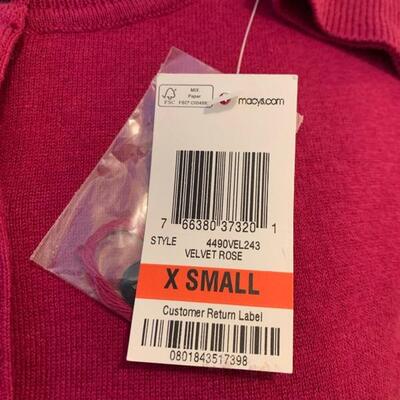 MIX
Paper
FSC
macys.com
7 66380 37320 1
STYLE 4490VEL243
VELVET ROSE
X SMALL
Customer Return Label
0801843517398